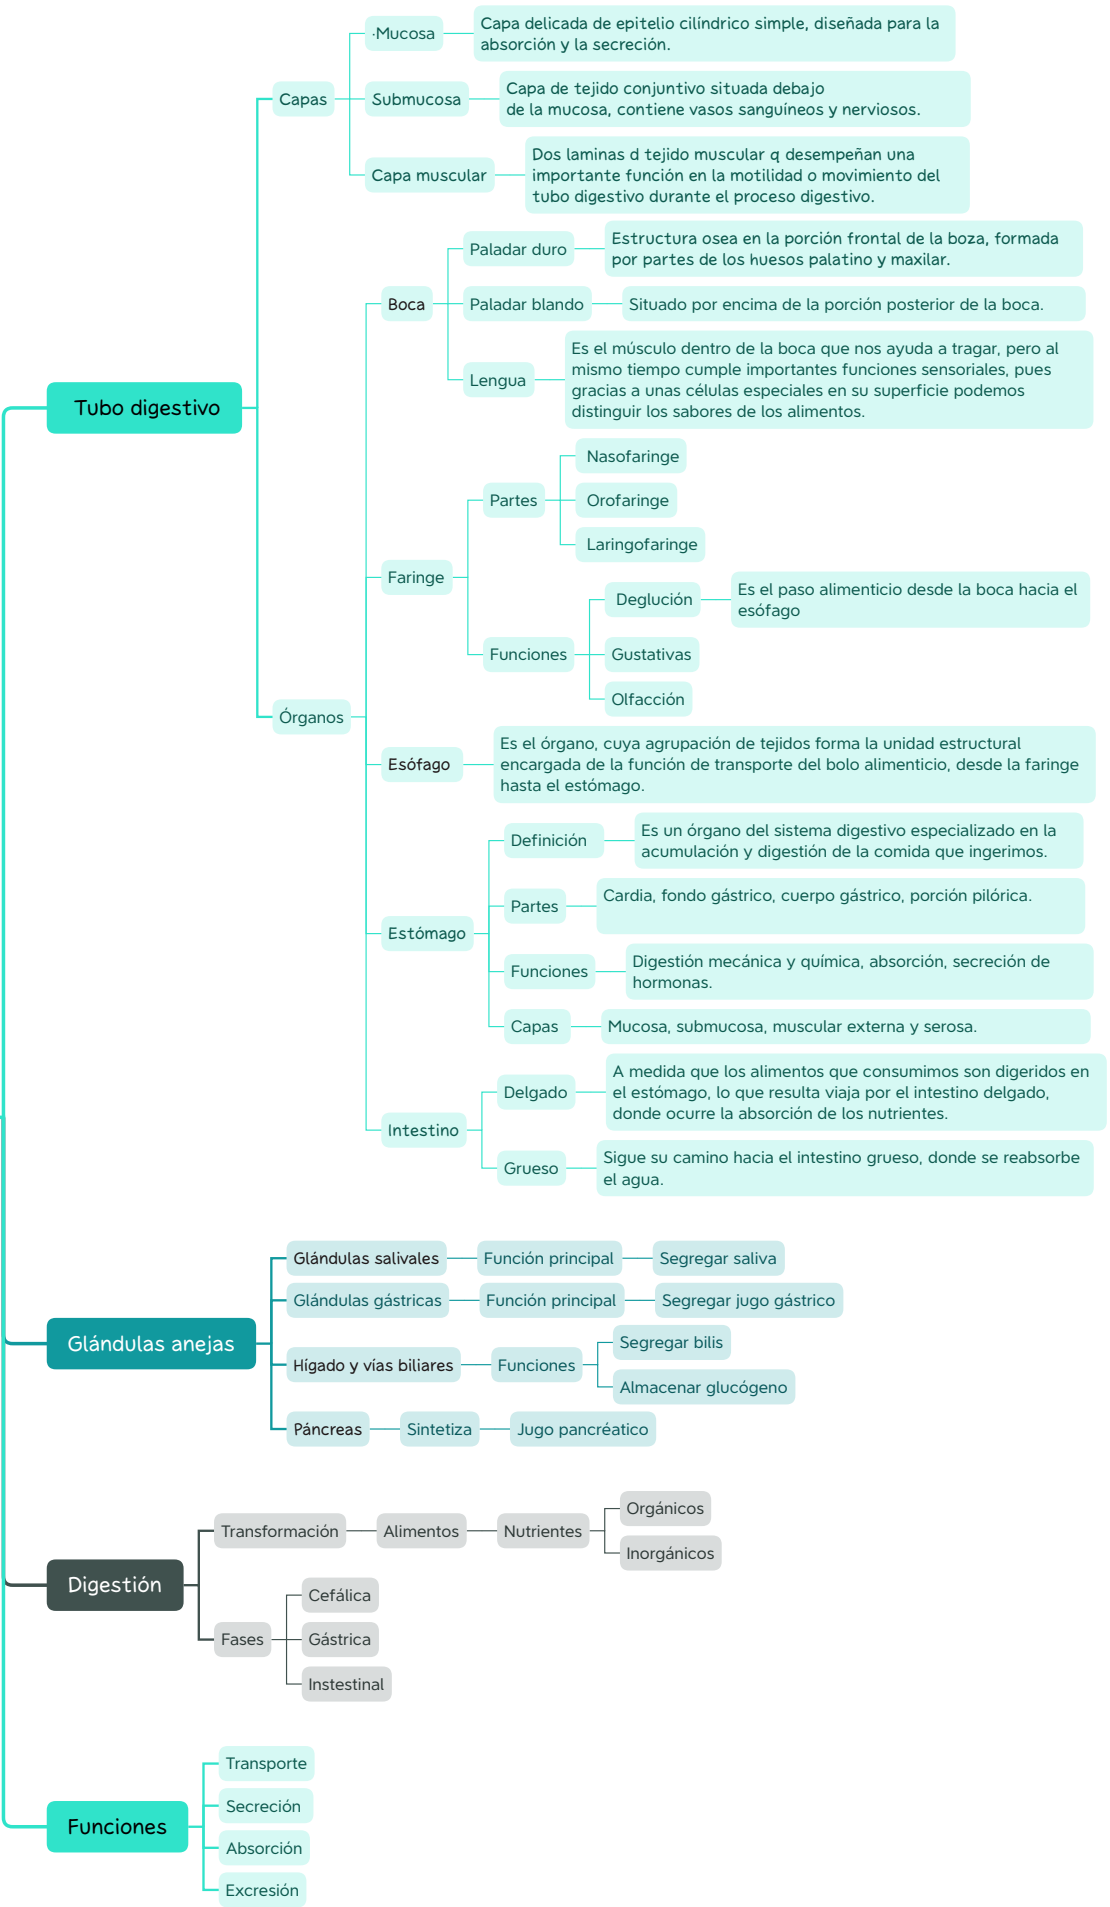 Tubo digestivo
Capas
·Mucosa
Capa delicada de epitelio cilíndrico simple, diseñada para la
absorción y la secreción.
Submucosa
Capa de tejido conjuntivo situada debajo
de la mucosa, contiene vasos sanguíneos y nerviosos.
Capa muscular
Dos laminas d tejido muscular q desempeñan una
importante función en la motilidad o movimiento del
tubo digestivo durante el proceso digestivo.
Órganos
Boca
Paladar duro
Estructura osea en la porción frontal de la boza, formada
por partes de los huesos palatino y maxilar.
Paladar blando
Situado por encima de la porción posterior de la boca.
Lengua
Es el músculo dentro de la boca que nos ayuda a tragar, pero al
mismo tiempo cumple importantes funciones sensoriales, pues
gracias a unas células especiales en su superficie podemos
distinguir los sabores de los alimentos.
Faringe
Partes
Nasofaringe
Orofaringe
Laringofaringe
Funciones
Deglución
Es el paso alimenticio desde la boca hacia el
esófago
Gustativas
Olfacción
Esófago
Es el órgano, cuya agrupación de tejidos forma la unidad estructural
encargada de la función de transporte del bolo alimenticio, desde la faringe
hasta el estómago.
Estómago
Definición
Es un órgano del sistema digestivo especializado en la
acumulación y digestión de la comida que ingerimos.
Partes
Cardia, fondo gástrico, cuerpo gástrico, porción pilórica.
Funciones
Digestión mecánica y química, absorción, secreción de
hormonas.
Capas
Mucosa, submucosa, muscular externa y serosa.
Intestino
Delgado
A medida que los alimentos que consumimos son digeridos en
el estómago, lo que resulta viaja por el intestino delgado,
donde ocurre la absorción de los nutrientes.
Grueso
Sigue su camino hacia el intestino grueso, donde se reabsorbe
el agua.
Glándulas anejas
Glándulas salivales
Función principal
Segregar saliva
Glándulas gástricas
Función principal
Segregar jugo gástrico
Hígado y vías biliares
Funciones
Segregar bilis
Almacenar glucógeno
Páncreas
Sintetiza
Jugo pancréatico
Digestión
Transformación
Alimentos
Nutrientes
Orgánicos
Inorgánicos
Fases
Cefálica
Gástrica
Instestinal
Funciones
Transporte
Secreción
Absorción
Excresión